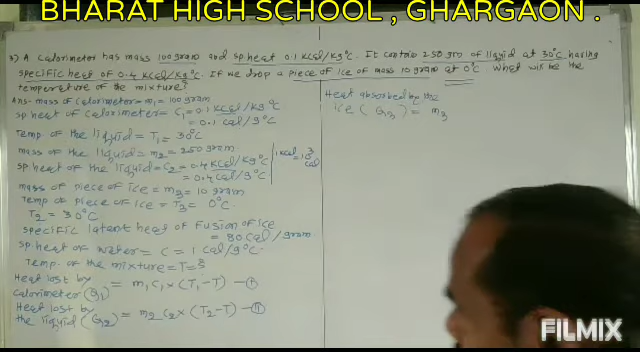 BHARAT HIGH SCHOOL , GHARGAON .
3) A calorimeter has mass 100 gram and sp.heat 0.1 Kcal/kg°C. It contain 250 gm of liquid at 30°C having
specific heat of 0.4 Kcal/kg°C. If we drop a piece of ice of mass 10 gram at 0°C what will be the
temperature of the mixture?
Ans- mass of calorimeter = m₁ = 100 gram
sp heat of calorimeter = C₁ = 0.1 Kcal/kg°C
= 0.1 cal/g°C
Temp. of the liquid = T₁ = 30°C
mass of the liquid = m₂ = 250 gram
sp heat of the liquid = C₂ = 0.4 Kcal/kg°C
= 0.4 cal/g°C
1 Kcal = 10³ cal
mass of piece of ice = m₃ = 10 gram
Temp of piece of ice = T₃ = 0°C
T₂ = 30°C
specific latent heat of Fusion of ice
= 80 cal/gram
sp heat of water = C = 1 cal/g°C.
Temp. of the mixture = T = ?
Heat lost by
calorimeter (Q₁) = m₁C₁ × (T₁-T) — I
Heat lost by
the liquid (Q₂) = m₂C₂ × (T₂-T) — II
Heat absorbed by the
ice (Q₃) = m₃
FILMIX